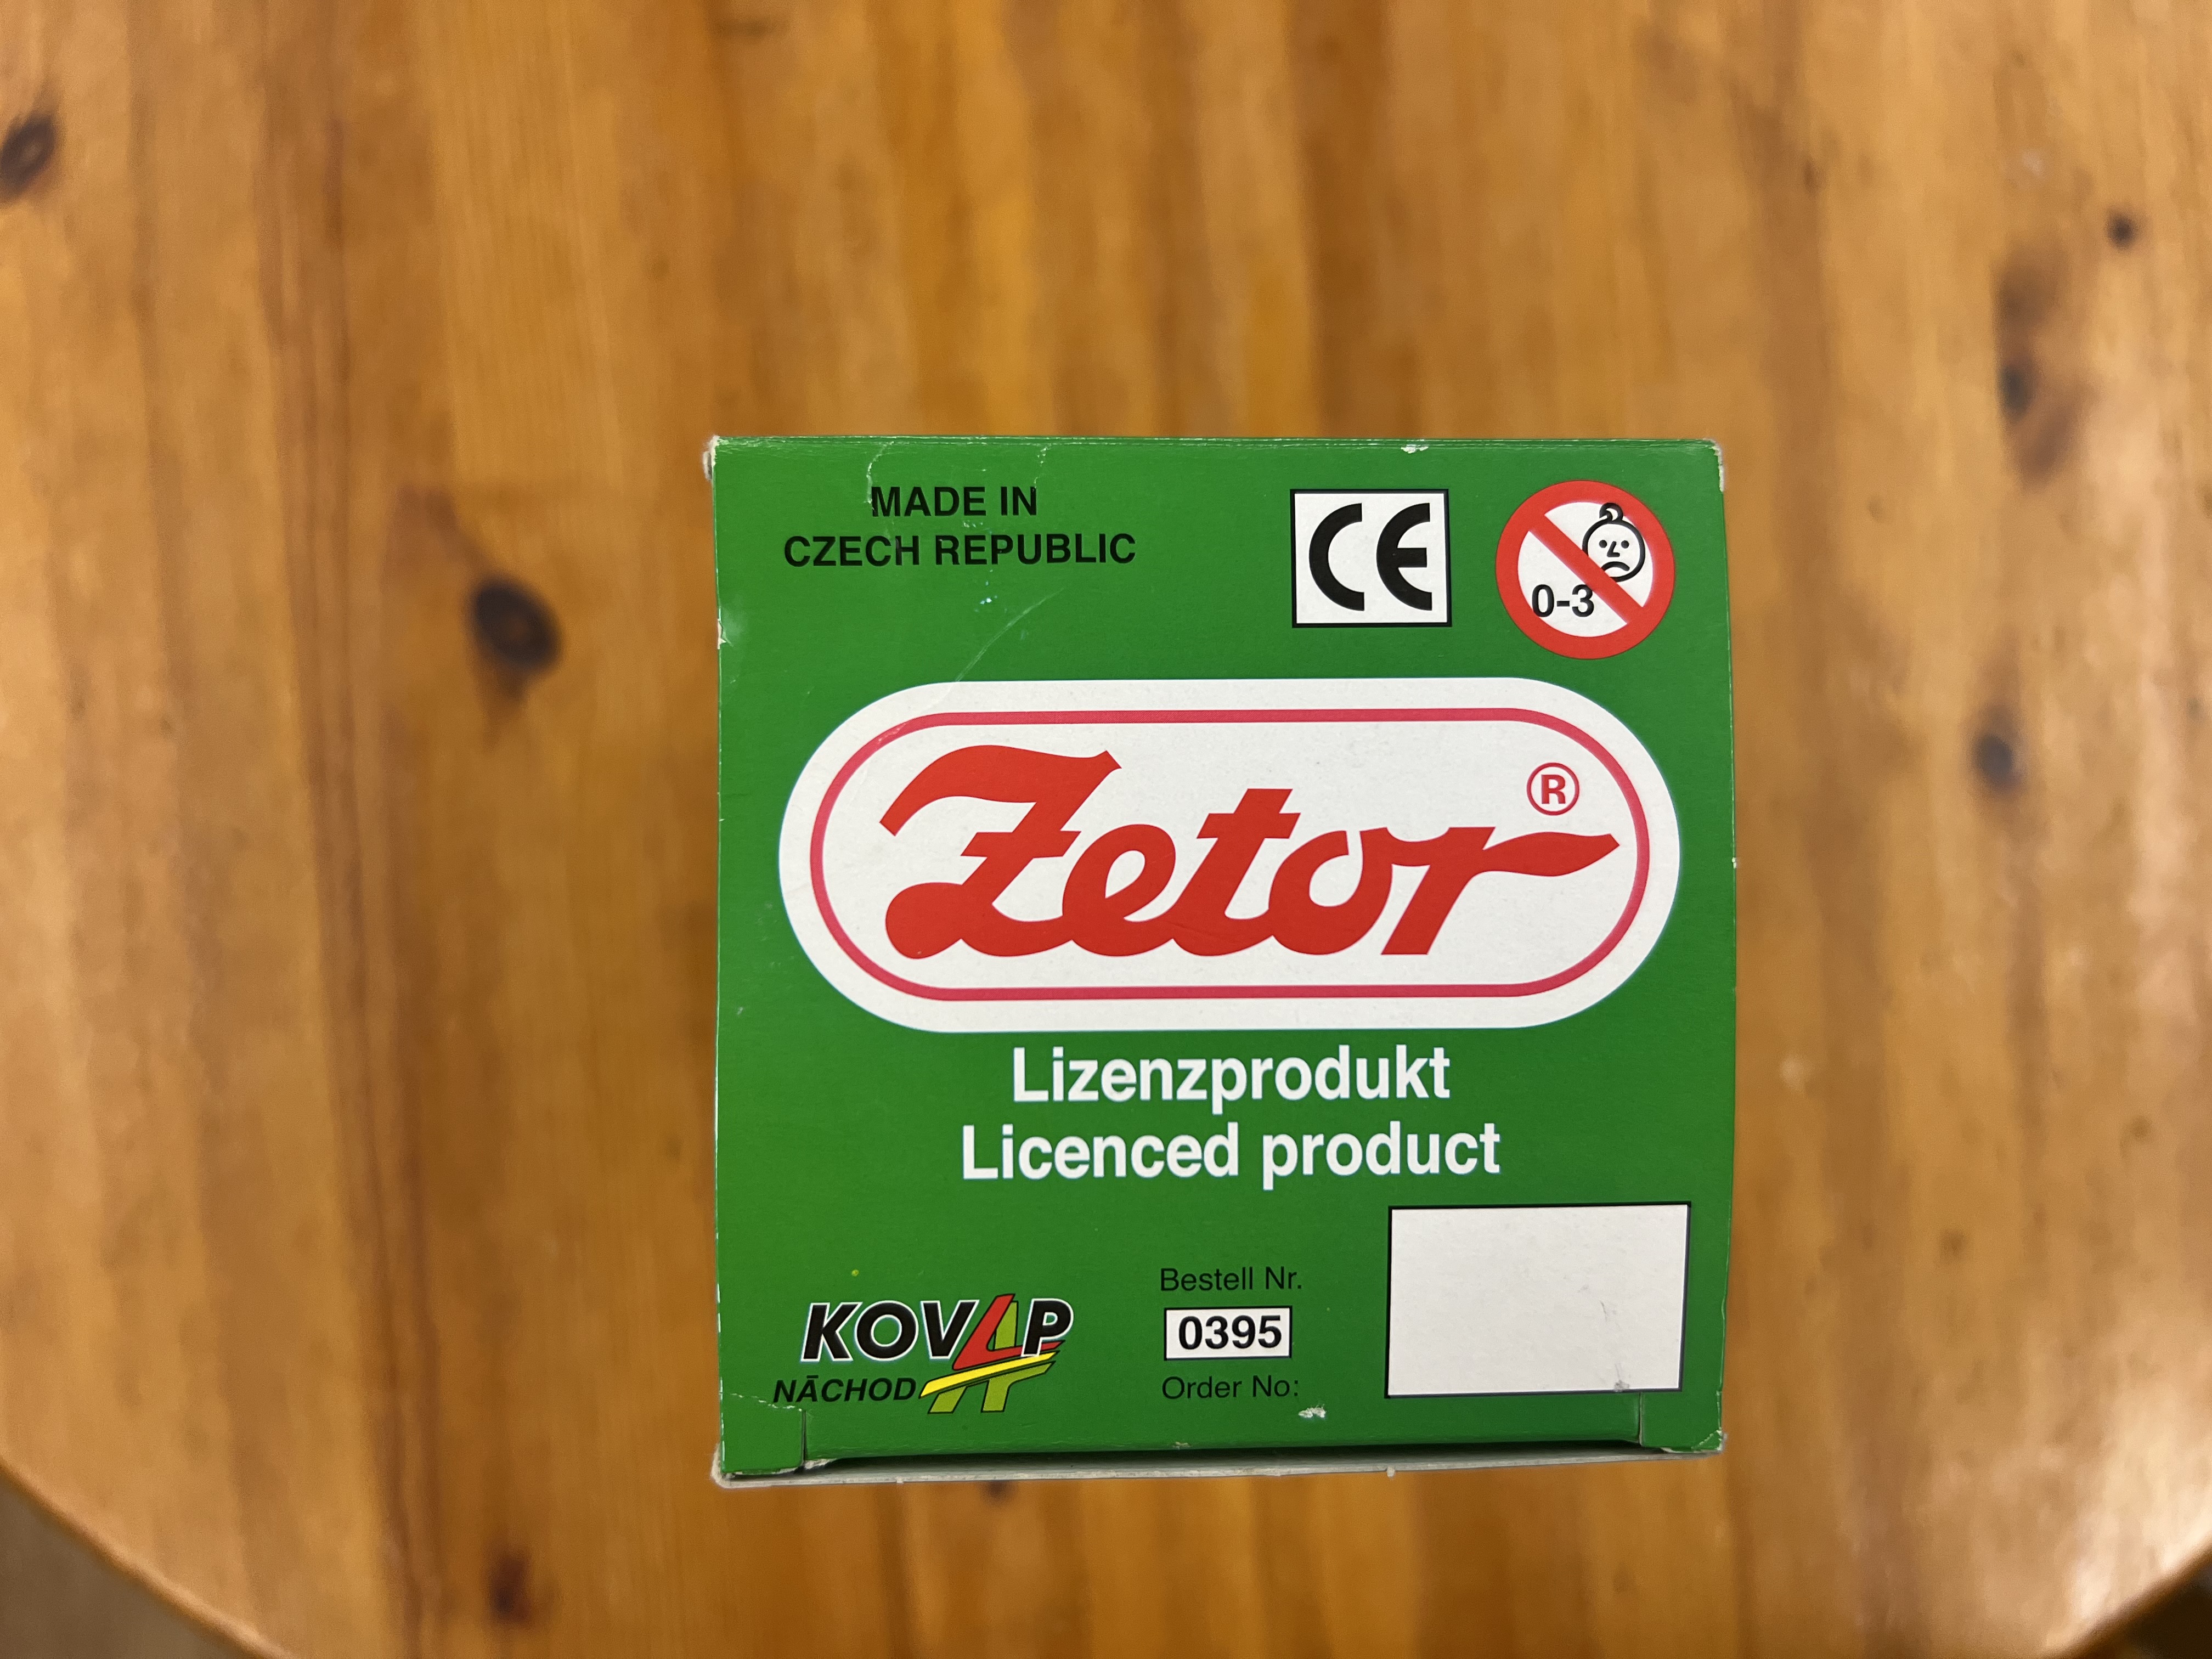 MADE IN
CZECH REPUBLIC
CE
0-3
Zetor®
Lizenzprodukt
Licenced product
KOVAP
NÁCHOD
Bestell Nr.
0395
Order No: